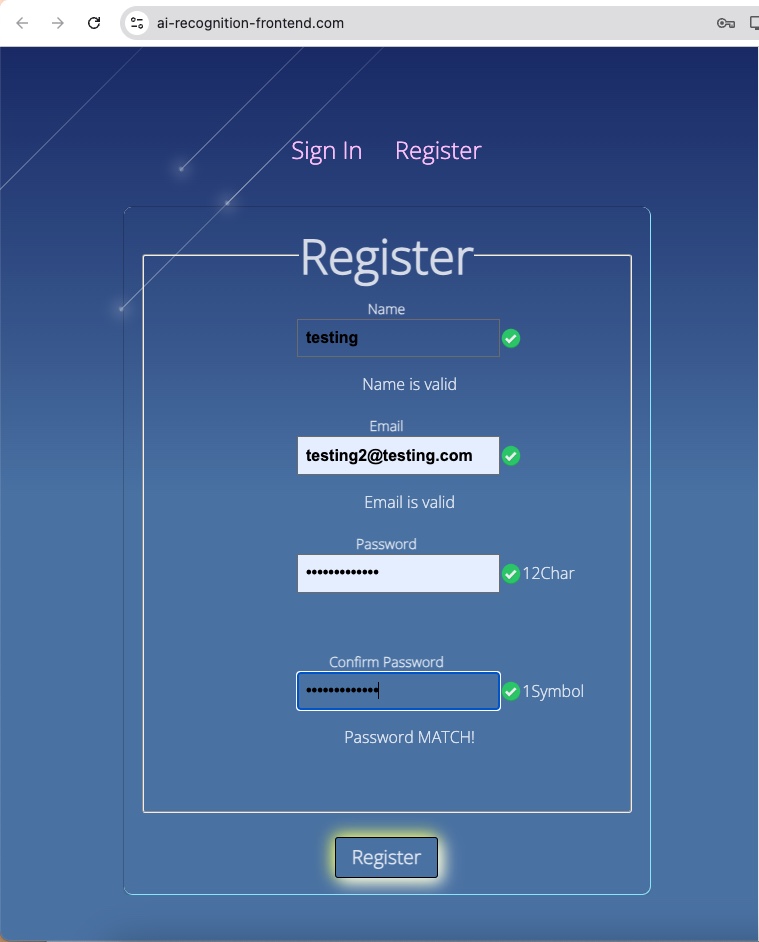 ai-recognition-frontend.com
Sign In Register
Register
Name
testing
Name is valid
Email
testing2@testing.com
Email is valid
Password
•••••••••••••
12Char
Confirm Password
•••••••••••••
1Symbol
Password MATCH!
Register